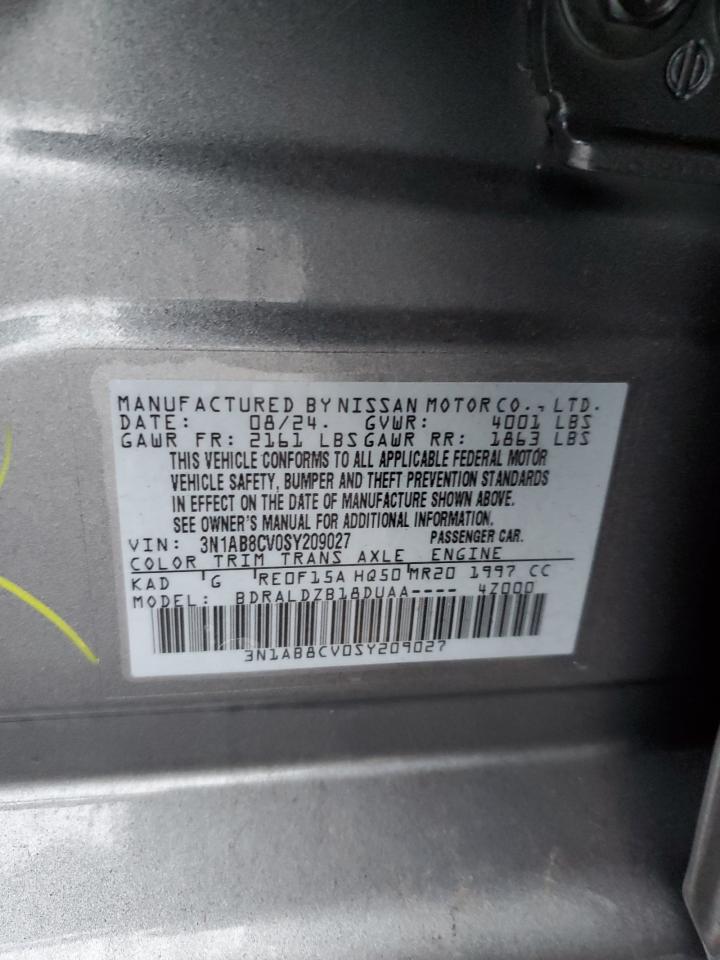 MANUFACTURED BY NISSAN MOTOR CO., LTD.
DATE: 08/24. GVWR: 4001 LBS
GAWR FR: 2161 LBS GAWR RR: 1863 LBS
THIS VEHICLE CONFORMS TO ALL APPLICABLE FEDERAL MOTOR
VEHICLE SAFETY, BUMPER AND THEFT PREVENTION STANDARDS
IN EFFECT ON THE DATE OF MANUFACTURE SHOWN ABOVE.
SEE OWNER'S MANUAL FOR ADDITIONAL INFORMATION.
VIN: 3N1AB8CV0SY209027 PASSENGER CAR.
COLOR TRIM TRANS AXLE ENGINE
KAD G RE0F15A HQ50 MR20 1997 CC
MODEL: BDRALDZB18DUAA---- 4Z000
3N1AB8CV0SY209027